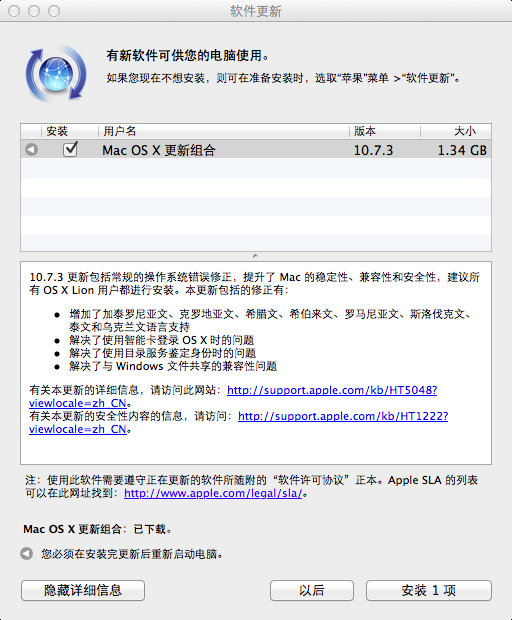 软件更新
有新软件可供您的电脑使用。
如果您现在不想安装，则可在准备安装时，选取“苹果”菜单 >“软件更新”。
安装 用户名 版本 大小
Mac OS X 更新组合 10.7.3 1.34 GB
10.7.3 更新包括常规的操作系统错误修正，提升了 Mac 的稳定性、兼容性和安全性，建议所
有 OS X Lion 用户都进行安装。本更新包括的修正有：
● 增加了加泰罗尼亚文、克罗地亚文、希腊文、希伯来文、罗马尼亚文、斯洛伐克文、
泰文和乌克兰文语言支持
● 解决了使用智能卡登录 OS X 时的问题
● 解决了使用目录服务鉴定身份时的问题
● 解决了与 Windows 文件共享的兼容性问题
有关本更新的详细信息，请访问此网站：http://support.apple.com/kb/HT5048?
viewlocale=zh_CN。
有关本更新的安全性内容的信息，请访问：http://support.apple.com/kb/HT1222?
viewlocale=zh_CN。
注：使用此软件需要遵守正在更新的软件所随附的“软件许可协议”正本。Apple SLA 的列表
可以在此网址找到：http://www.apple.com/legal/sla/。
Mac OS X 更新组合：已下载。
您必须在安装完更新后重新启动电脑。
隐藏详细信息 以后 安装 1 项